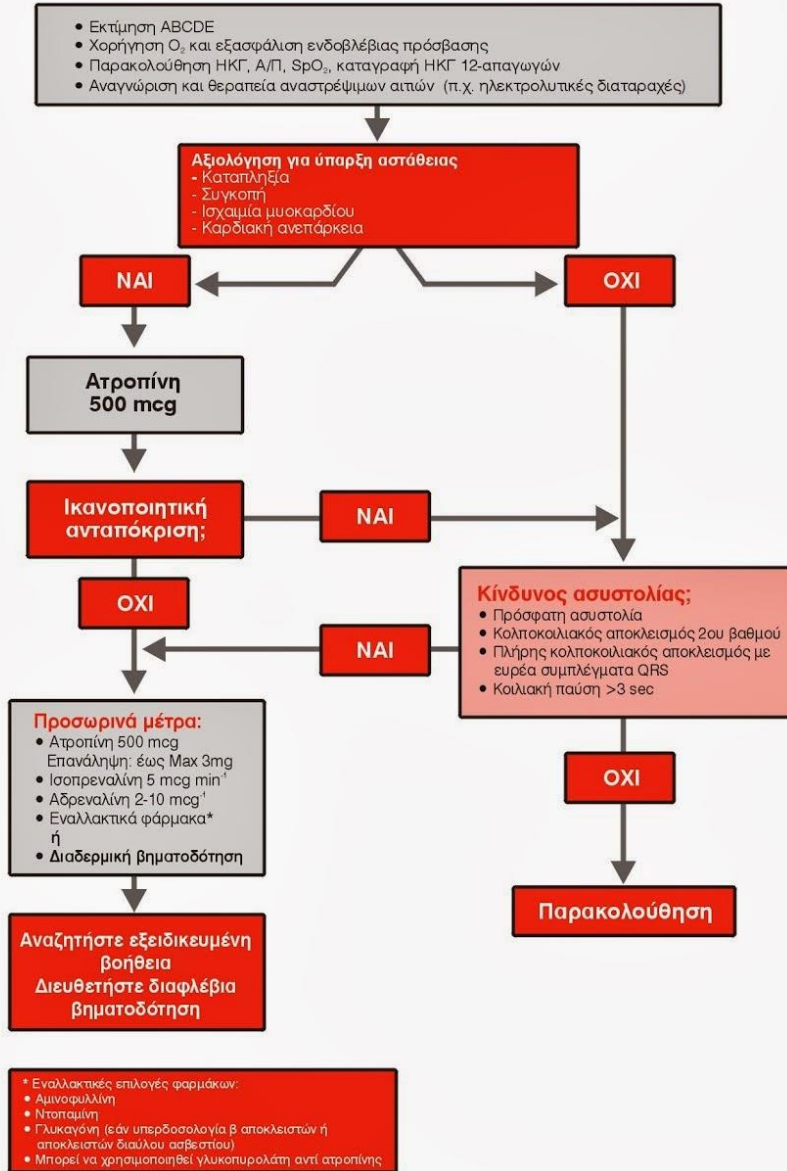 • Εκτίμηση ABCDE
• Χορήγηση O₂ και εξασφάλιση ενδοβλέβιας πρόσβασης
• Παρακολούθηση ΗΚΓ, Α/Π, SpO₂, καταγραφή ΗΚΓ 12-απαγωγών
• Αναγνώριση και θεραπεία αναστρέψιμων αιτιών (π.χ. ηλεκτρολυτικές διαταραχές)
Αξιολόγηση για ύπαρξη αστάθειας
- Καταπληξία
- Συγκοπή
- Ισχαιμία μυοκαρδίου
- Καρδιακή ανεπάρκεια
ΝΑΙ
ΟΧΙ
Ατροπίνη
500 mcg
Ικανοποιητική
ανταπόκριση;
ΝΑΙ
ΟΧΙ
Κίνδυνος ασυστολίας;
• Πρόσφατη ασυστολία
• Κολποκοιλιακός αποκλεισμός 2ου βαθμού
• Πλήρης κολποκοιλιακός αποκλεισμός με
ευρέα συμπλέγματα QRS
• Κοιλιακή παύση >3 sec
ΝΑΙ
Προσωρινά μέτρα:
• Ατροπίνη 500 mcg
Επανάληψη: έως Max 3mg
• Ισοπρεναλίνη 5 mcg min⁻¹
• Αδρεναλίνη 2-10 mcg⁻¹
• Εναλλακτικά φάρμακα*
ή
• Διαδερμική βηματοδότηση
ΟΧΙ
Παρακολούθηση
Αναζητήστε εξειδικευμένη
βοήθεια
Διευθετήστε διαφλέβια
βηματοδότηση
* Εναλλακτικές επιλογές φαρμάκων:
• Αμινοφυλλίνη
• Ντοπαμίνη
• Γλυκαγόνη (εάν υπερδοσολογία β αποκλειστών ή
αποκλειστών διαύλου ασβεστίου)
• Μπορεί να χρησιμοποιηθεί γλυκοπυρολάτη αντί ατροπίνης